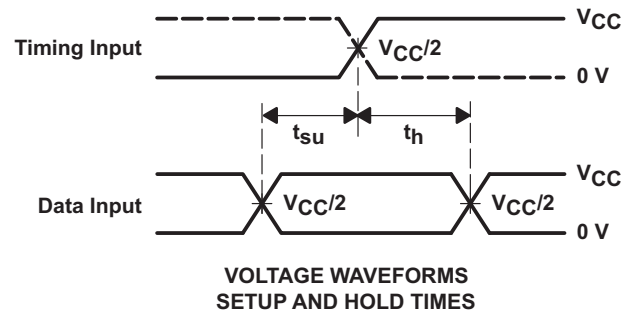 VCC
Timing Input
VCC/2
0 V
tsu
th
VCC
Data Input
VCC/2
VCC/2
0 V
VOLTAGE WAVEFORMS
SETUP AND HOLD TIMES